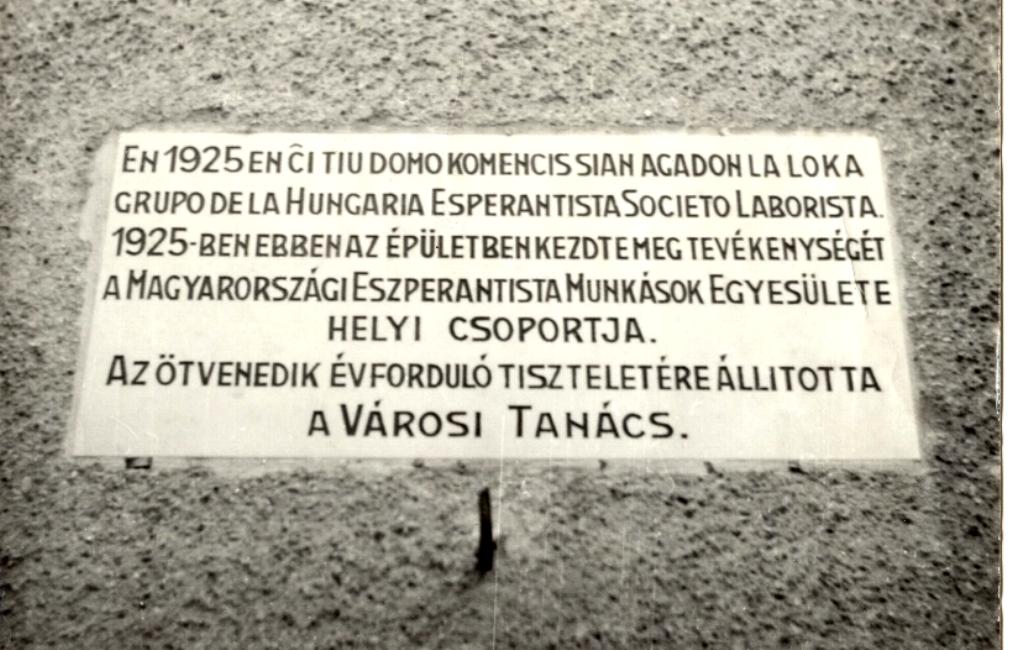 EN 1925 EN ĈI TIU DOMO KOMENCIS SIAN AGADON LA LOKA
GRUPO DE LA HUNGARIA ESPERANTISTA SOCIETO LABORISTA.
1925-BEN EBBEN AZ ÉPÜLETBEN KEZDTE MEG TEVÉKENYSÉGÉT
A MAGYARORSZÁGI ESZPERANTISTA MUNKÁSOK EGYESÜLETE
HELYI CSOPORTJA.
AZ ÖTVENEDIK ÉVFORDULÓ TISZTELETÉRE ÁLLITOTTA
A VÁROSI TANÁCS.